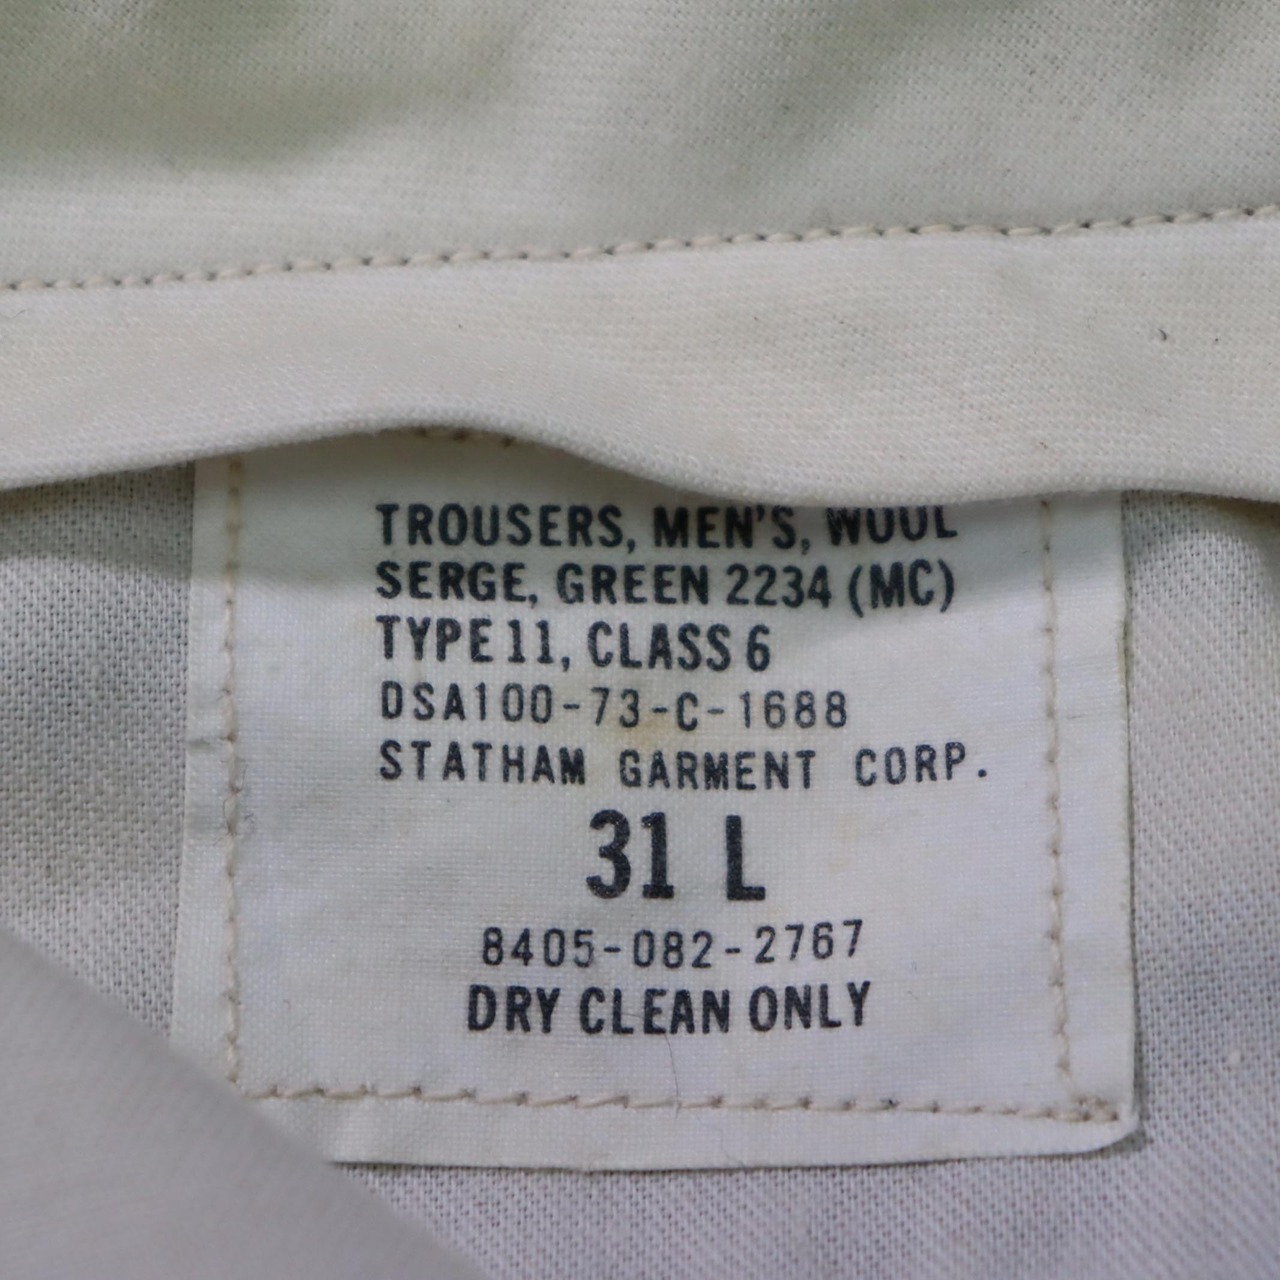 TROUSERS, MEN'S, WOOL
SERGE, GREEN 2234 (MC)
TYPE 11, CLASS 6
DSA100-73-C-1688
STATHAM GARMENT CORP.
31 L
8405-082-2767
DRY CLEAN ONLY